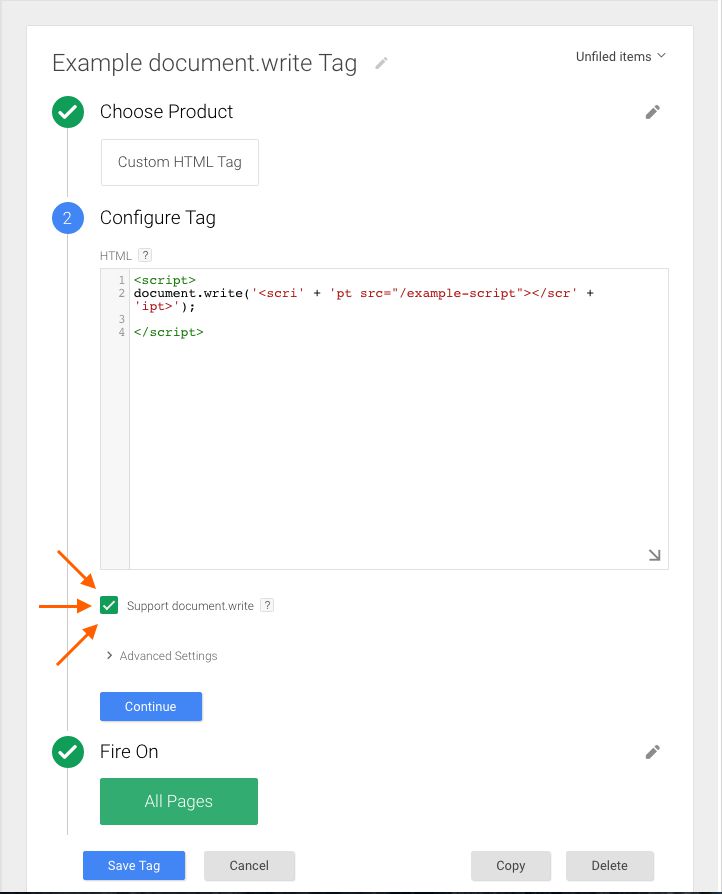 Example document.write Tag
Unfiled items
Choose Product
Custom HTML Tag
2
Configure Tag
HTML ?
1 <script>
2 document.write('<scri' + 'pt src="/example-script"></scr' +
'ipt>');
3
4 </script>
Support document.write ?
Advanced Settings
Continue
Fire On
All Pages
Save Tag
Cancel
Copy
Delete